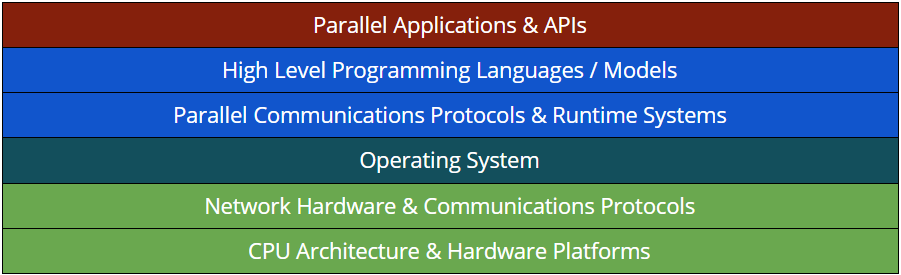 Parallel Applications & APIs
High Level Programming Languages / Models
Parallel Communications Protocols & Runtime Systems
Operating System
Network Hardware & Communications Protocols
CPU Architecture & Hardware Platforms